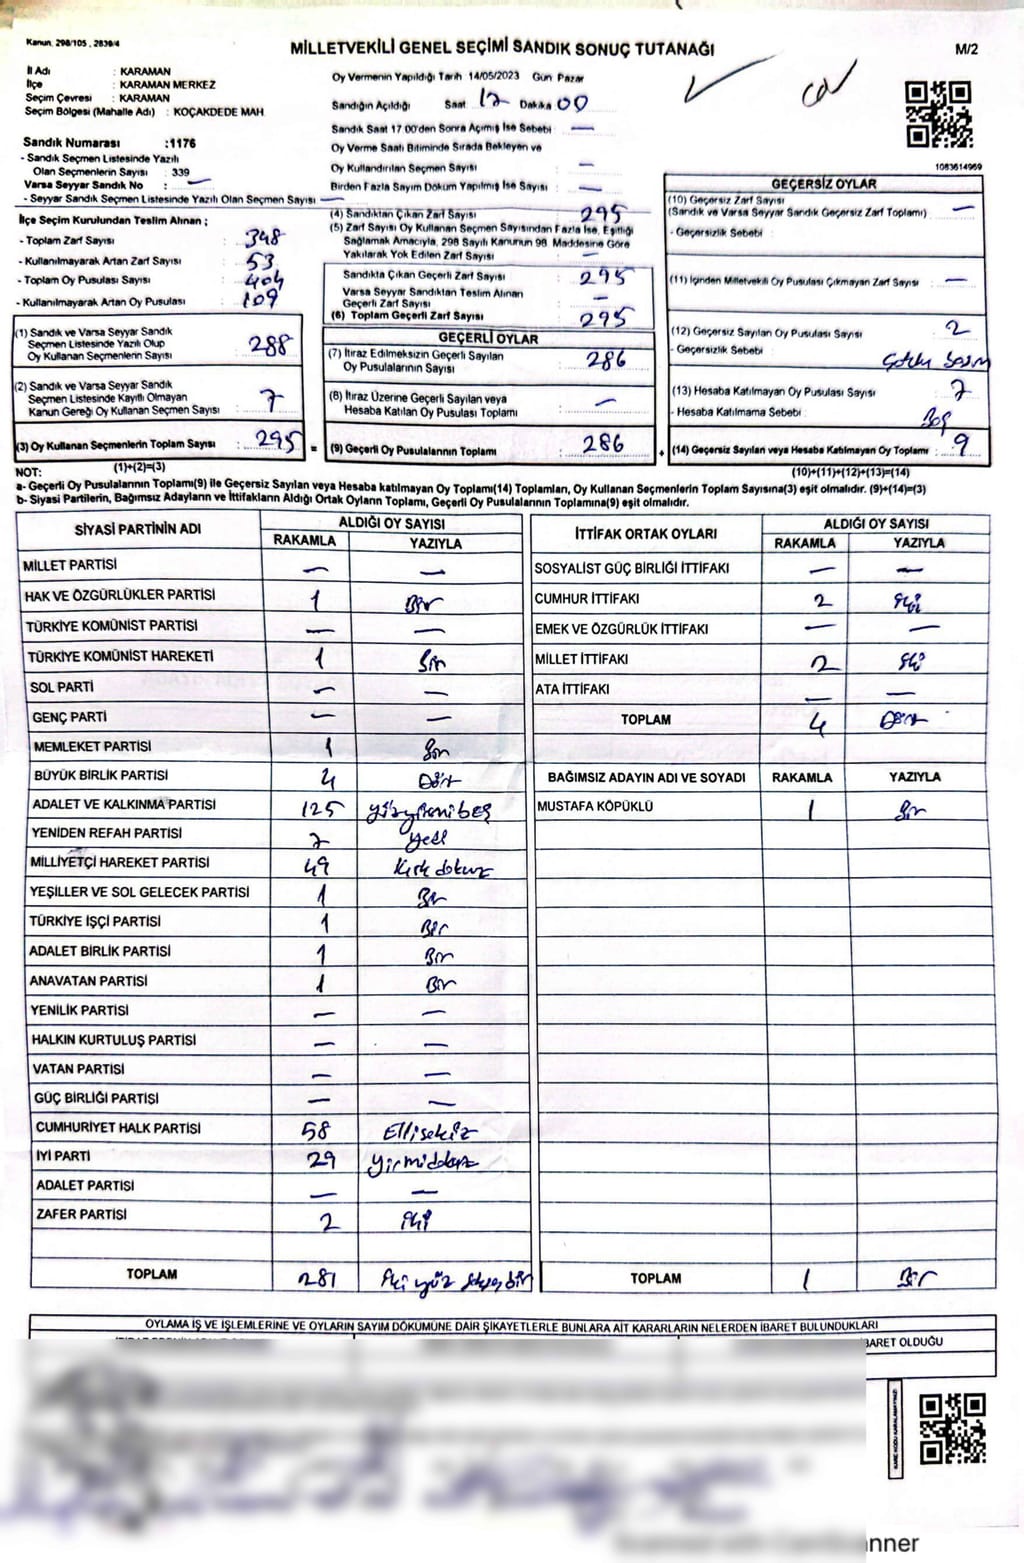 Kanun, 298/105 , 2839/4
MİLLETVEKİLİ GENEL SEÇİMİ SANDIK SONUÇ TUTANAĞI
M/2
İl Adı : KARAMAN
İlçe : KARAMAN MERKEZ
Seçim Çevresi : KARAMAN
Seçim Bölgesi (Mahalle Adı) : KOÇAKDEDE MAH
Sandık Numarası :1176
- Sandık Seçmen Listesinde Yazılı
Olan Seçmenlerin Sayısı : 339
Varsa Seyyar Sandık No : —
- Seyyar Sandık Seçmen Listesinde Yazılı Olan Seçmen Sayısı —
Oy Vermenin Yapıldığı Tarih 14/05/2023 Gün Pazar
Sandığın Açıldığı Saat 17 Dakika 00
Sandık Saat 17.00'den Sonra Açımış İse Sebebi : —
Oy Verme Saati Bitiminde Sırada Bekleyen ve
Oy Kullandırılan Seçmen Sayısı : —
Birden Fazla Sayım Döküm Yapılmış İse Sayısı : —
1083614969
İlçe Seçim Kurulundan Teslim Alınan ;
- Toplam Zarf Sayısı : 348
- Kullanılmayarak Artan Zarf Sayısı : 53
- Toplam Oy Pusulası : 404
- Kullanılmayarak Artan Oy Pusulası : 109
(1) Sandık ve Varsa Seyyar Sandık
Seçmen Listesinde Yazılı Olup
Oy Kullanan Seçmenlerin Sayısı : 288
(2) Sandık ve Varsa Seyyar Sandık
Seçmen Listesinde Kayıtlı Olmayan
Kanun Gereği Oy Kullanan Seçmen Sayısı : 7
(3) Oy Kullanan Seçmenlerin Toplam Sayısı : 295 =
(1)+(2)=(3)
(4) Sandıktan Çıkan Zarf Sayısı : 295
(5) Zarf Sayısı Oy Kullanan Seçmen Sayısından Fazla İse, Eşitliği
Sağlamak Amacıyla, 298 Sayılı Kanunun 98 Maddesine Göre
Yakılarak Yok Edilen Zarf Sayısı : —
Sandıkta Çıkan Geçerli Zarf Sayısı : 295
Varsa Seyyar Sandıktan Teslim Alınan
Geçerli Zarf Sayısı : —
(6) Toplam Geçerli Zarf Sayısı : 295
GEÇERLİ OYLAR
(7) İtiraz Edilmeksizin Geçerli Sayılan
Oy Pusulalarının Sayısı : 286
(8) İtiraz Üzerine Geçerli Sayılan veya
Hesaba Katılan Oy Pusulası Toplamı : —
(9) Geçerli Oy Pusulalarının Toplamı : 286 +
GEÇERSİZ OYLAR
(10) Geçersiz Zarf Sayısı
(Sandık ve Varsa Seyyar Sandık Geçersiz Zarf Toplamı) : —
- Geçersizlik Sebebi :
(11) İçinden Milletvekili Oy Pusulası Çıkmayan Zarf Sayısı : —
(12) Geçersiz Sayılan Oy Pusulası Sayısı : 2
- Geçersizlik Sebebi :
(13) Hesaba Katılmayan Oy Pusulası Sayısı : 7
- Hesaba Katılmama Sebebi : Boş
(14) Geçersiz Sayılan veya Hesaba Katılmayan Oy Toplamı : 9
(10)+(11)+(12)+(13)=(14)
NOT:
a- Geçerli Oy Pusulalarının Toplamı(9) ile Geçersiz Sayılan veya Hesaba katılmayan Oy Toplamı(14) Toplamları, Oy Kullanan Seçmenlerin Toplam Sayısına(3) eşit olmalıdır. (9)+(14)=(3)
b- Siyasi Partilerin, Bağımsız Adayların ve İttifakların Aldığı Ortak Oyların Toplamı, Geçerli Oy Pusulalarının Toplamına(9) eşit olmalıdır.
SİYASİ PARTİNİN ADI ALDIĞI OY SAYISI
RAKAMLA YAZIYLA
MİLLET PARTİSİ — —
HAK VE ÖZGÜRLÜKLER PARTİSİ 1 Bir
TÜRKİYE KOMÜNİST PARTİSİ — —
TÜRKİYE KOMÜNİST HAREKETİ 1 Bir
SOL PARTİ — —
GENÇ PARTİ — —
MEMLEKET PARTİSİ 1 Bir
BÜYÜK BİRLİK PARTİSİ 4 Dört
ADALET VE KALKINMA PARTİSİ 125 yüzyirmibeş
YENİDEN REFAH PARTİSİ 7 yedi
MİLLİYETÇİ HAREKET PARTİSİ 49 Kırk dokuz
YEŞİLLER VE SOL GELECEK PARTİSİ 1 Bir
TÜRKİYE İŞÇİ PARTİSİ 1 Bir
ADALET BİRLİK PARTİSİ 1 Bir
ANAVATAN PARTİSİ 1 Bir
YENİLİK PARTİSİ — —
HALKIN KURTULUŞ PARTİSİ — —
VATAN PARTİSİ — —
GÜÇ BİRLİĞİ PARTİSİ — —
CUMHURİYET HALK PARTİSİ 58 Ellisekiz
İYİ PARTİ 29 yirmidokuz
ADALET PARTİSİ — —
ZAFER PARTİSİ 2 iki
TOPLAM 281 iki yüz seksenbir
İTTİFAK ORTAK OYLARI ALDIĞI OY SAYISI
RAKAMLA YAZIYLA
SOSYALİST GÜÇ BİRLİĞİ İTTİFAKI — —
CUMHUR İTTİFAKI 2 iki
EMEK VE ÖZGÜRLÜK İTTİFAKI — —
MİLLET İTTİFAKI 2 iki
ATA İTTİFAKI — —
TOPLAM 4 Dört
BAĞIMSIZ ADAYIN ADI VE SOYADI RAKAMLA YAZIYLA
MUSTAFA KÖPÜKLÜ 1 Bir
TOPLAM 1 Bir
OYLAMA İŞ VE İŞLEMLERİNE VE OYLARIN SAYIM DÖKÜMÜNE DAİR ŞİKAYETLERLE BUNLARA AİT KARARLARIN NELERDEN İBARET BULUNDUKLARI
BARET OLDUĞU
KARE KODU KARALAMAYINIZ!
Scanned with CamScanner